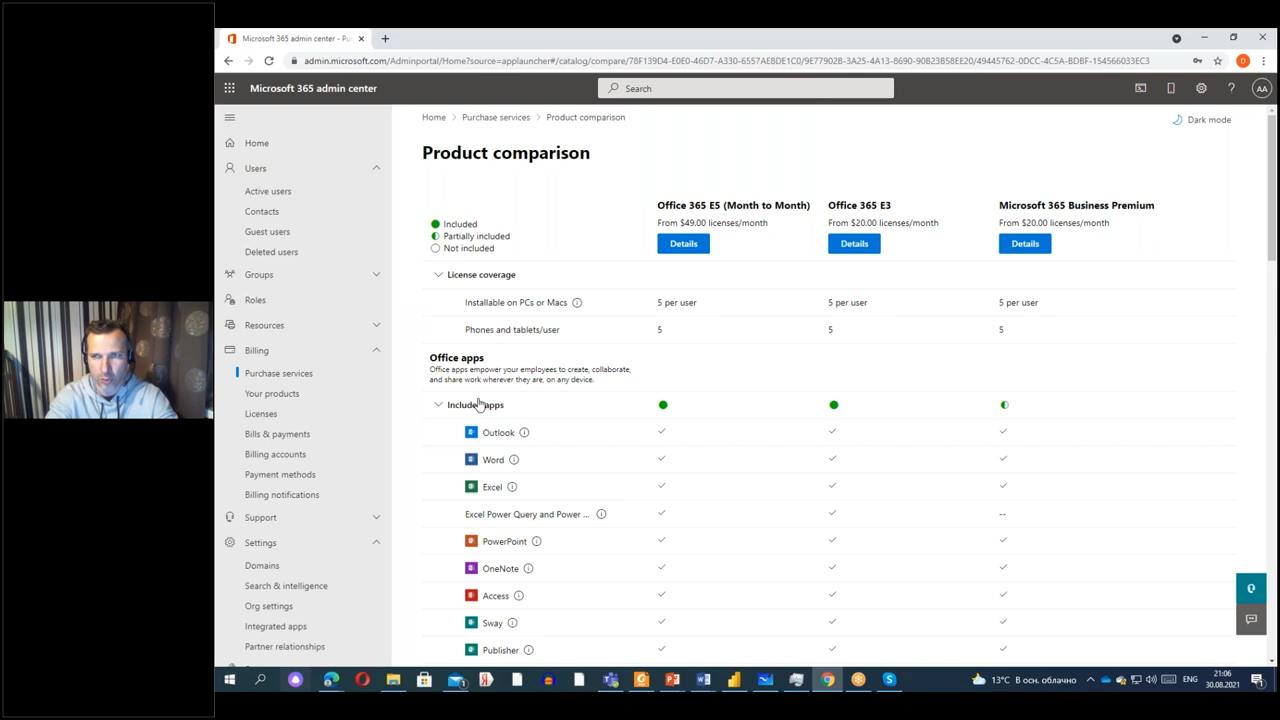 Microsoft 365 admin center - Pu
admin.microsoft.com/Adminportal/Home?source=applauncher#/catalog/compare/78F139D4-E0E0-46D7-A330-6557AE8DE1C0/9E77902B-3A25-4A13-8690-90B23B58EE20/49445762-0DCC-4C5A-BDBF-154566033EC3
D
Microsoft 365 admin center
Search
?
AA
Home
Users
Active users
Contacts
Guest users
Deleted users
Groups
Roles
Resources
Billing
Purchase services
Your products
Licenses
Bills & payments
Billing accounts
Payment methods
Billing notifications
Support
Settings
Domains
Search & intelligence
Org settings
Integrated apps
Partner relationships
Home > Purchase services > Product comparison
Dark mode
Product comparison
Included
Partially included
Not included
Office 365 E5 (Month to Month)
From $49.00 licenses/month
Details
Office 365 E3
From $20.00 licenses/month
Details
Microsoft 365 Business Premium
From $20.00 licenses/month
Details
License coverage
Installable on PCs or Macs 5 per user 5 per user 5 per user
Phones and tablets/user 5 5 5
Office apps
Office apps empower your employees to create, collaborate,
and share work wherever they are, on any device.
Included apps
Outlook
Word
Excel
Excel Power Query and Power ... --
PowerPoint
OneNote
Access
Sway
Publisher
13°C В осн. облачно
ENG
21:06
30.08.2021